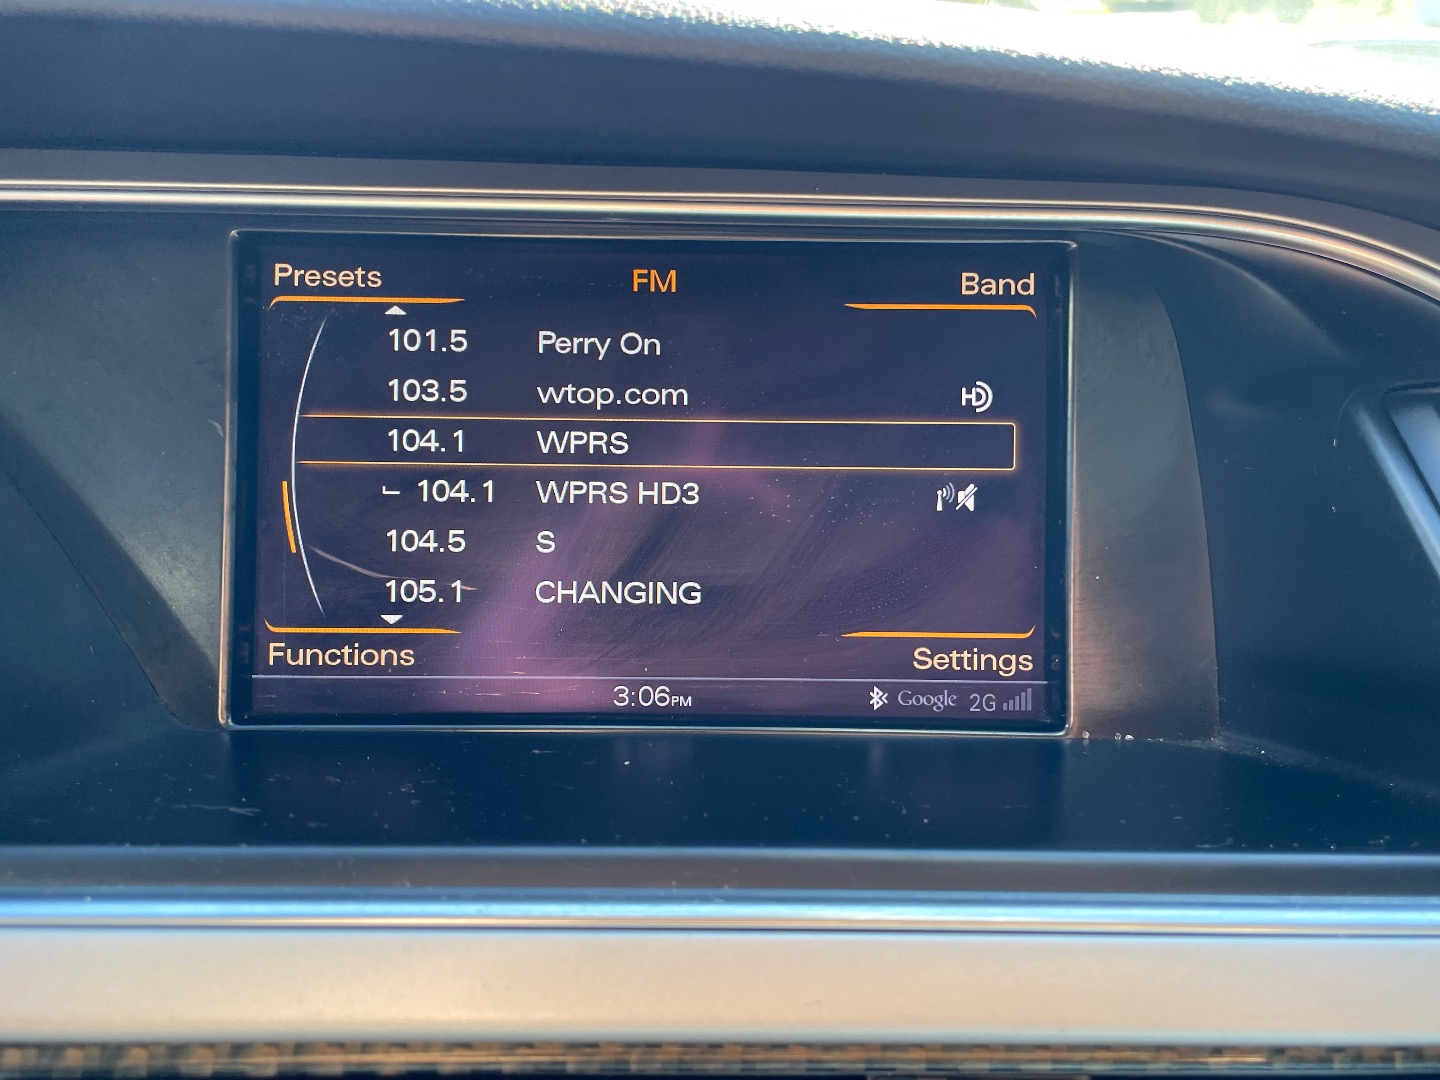 Presets FM Band
101.5 Perry On
103.5 wtop.com HD
104.1 WPRS
104.1 WPRS HD3
104.5 S
105.1 CHANGING
Functions Settings
3:06PM Google 2G